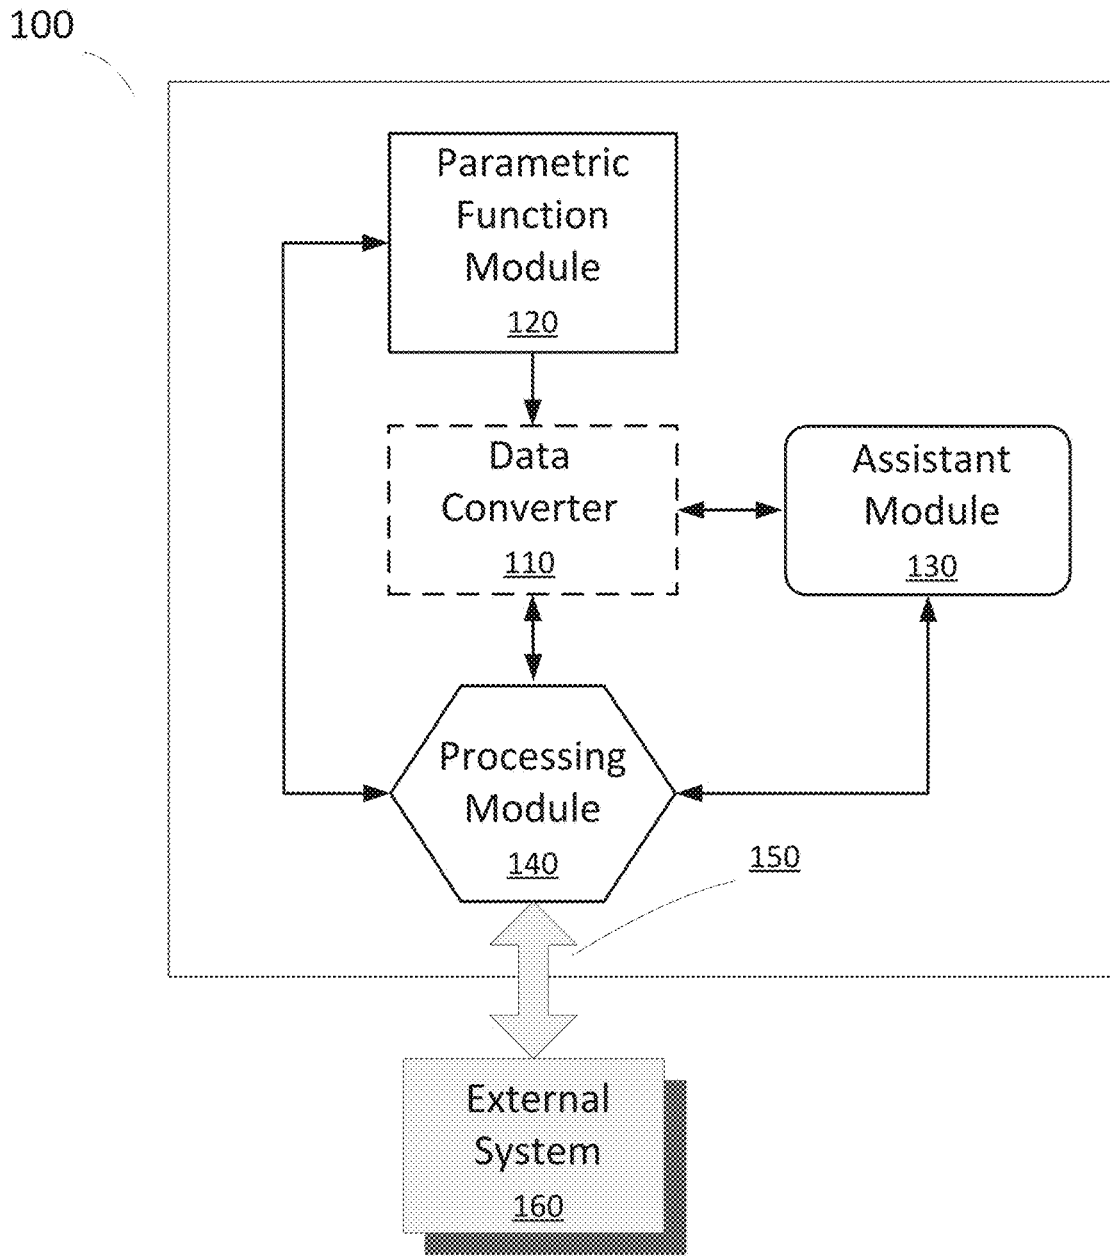 100
Parametric
Function
Module
120
Data
Converter
110
Assistant
Module
130
Processing
Module
140
150
External
System
160